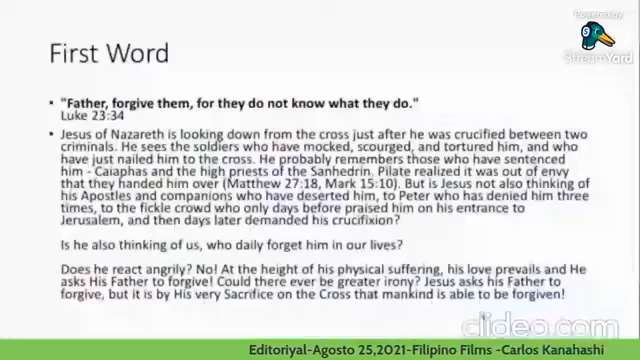 Powered by
StreamYard
First Word
• "Father, forgive them, for they do not know what they do."
Luke 23:34
• Jesus of Nazareth is looking down from the cross just after he was crucified between two
criminals. He sees the soldiers who have mocked, scourged, and tortured him, and who
have just nailed him to the cross. He probably remembers those who have sentenced
him - Caiaphas and the high priests of the Sanhedrin. Pilate realized it was out of envy
that they handed him over (Matthew 27:18, Mark 15:10). But is Jesus not also thinking of
his Apostles and companions who have deserted him, to Peter who has denied him three
times, to the fickle crowd who only days before praised him on his entrance to
Jerusalem, and then days later demanded his crucifixion?
Is he also thinking of us, who daily forget him in our lives?
Does he react angrily? No! At the height of his physical suffering, his love prevails and He
asks His Father to forgive! Could there ever be greater irony? Jesus asks his Father to
forgive, but it is by His very Sacrifice on the Cross that mankind is able to be forgiven!
clideo.com
Editoriyal-Agosto 25,2021-Filipino Films -Carlos Kanahashi